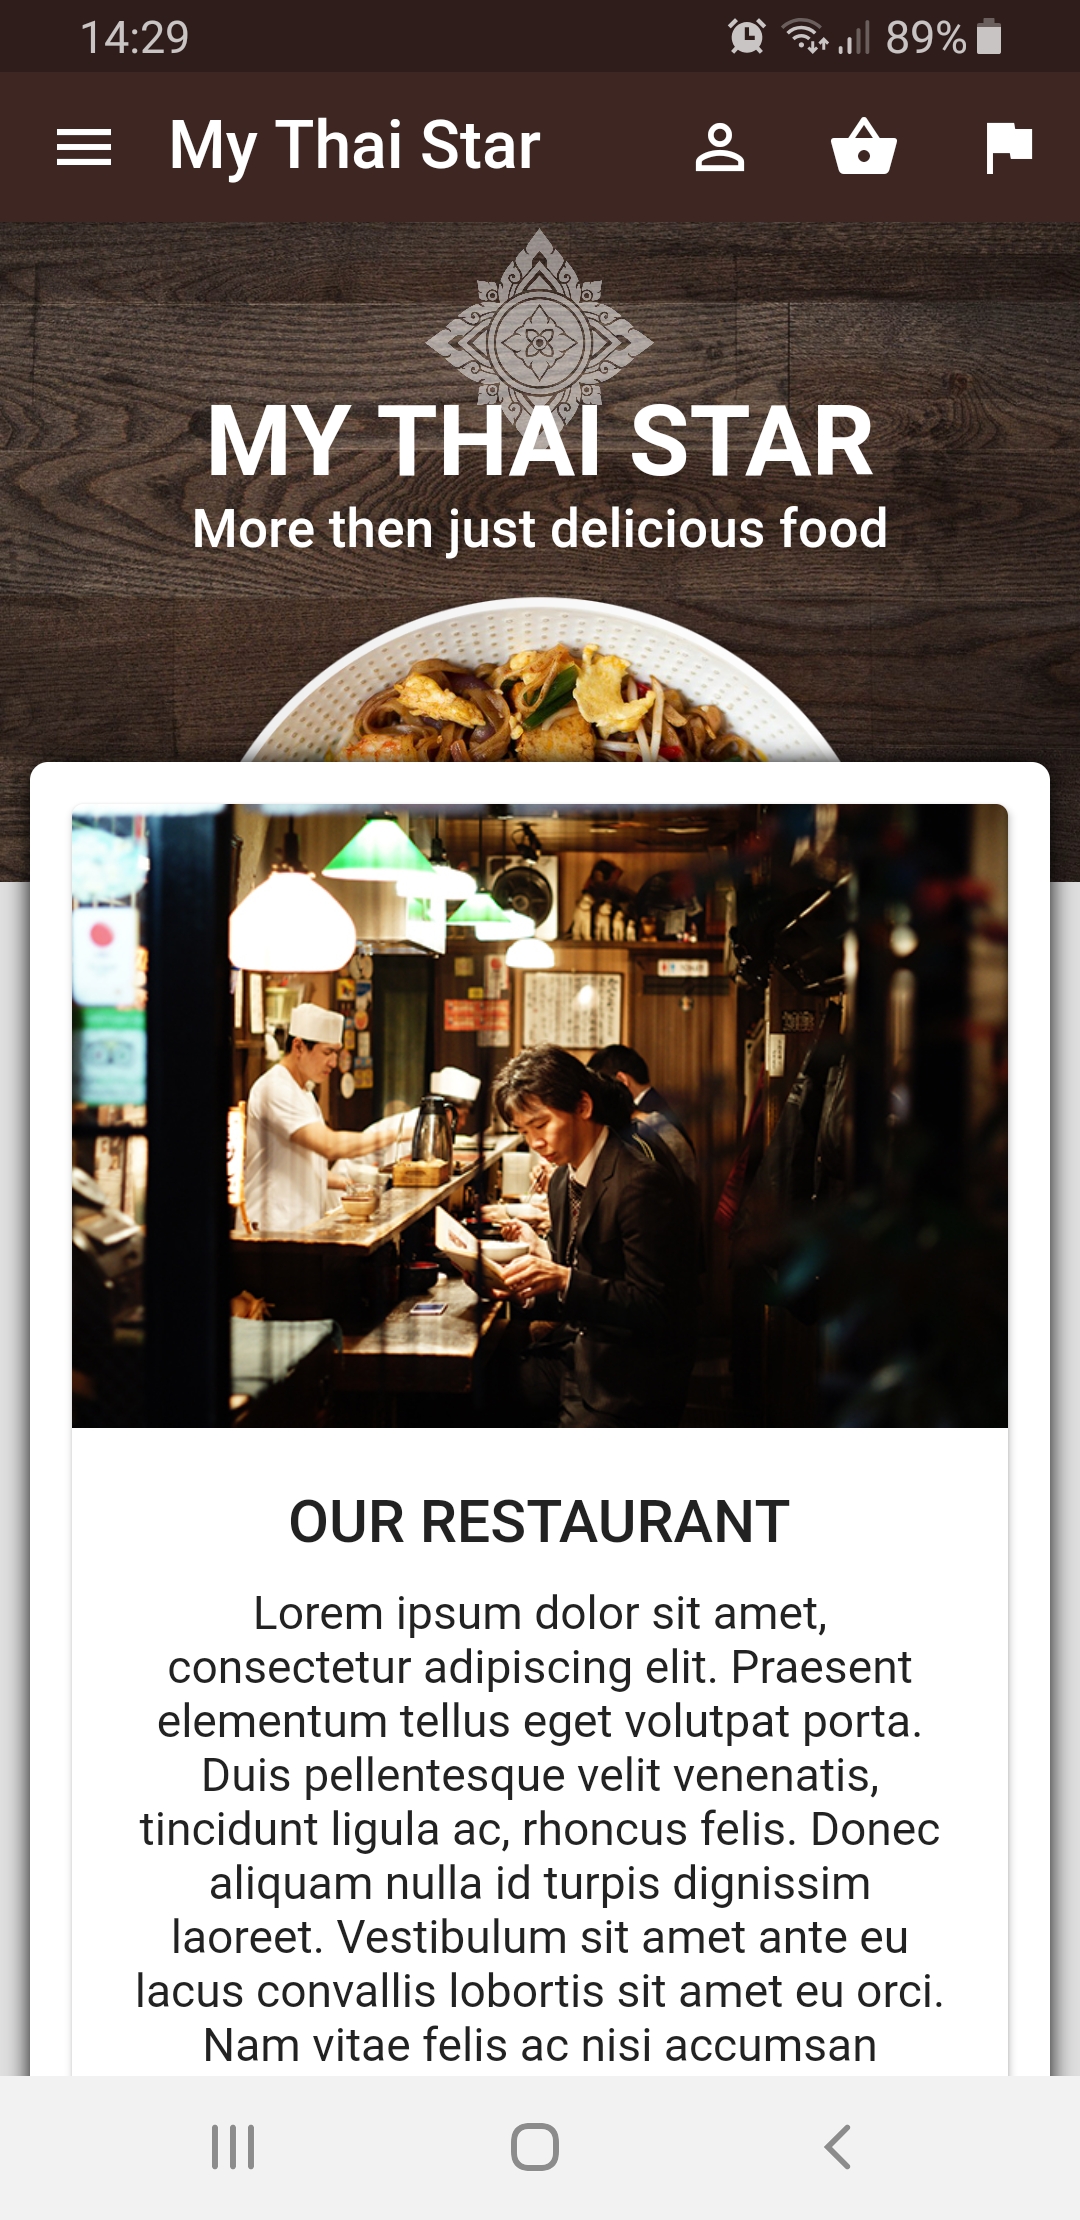 14:29
89%
My Thai Star
MY THAI STAR
More then just delicious food
OUR RESTAURANT
Lorem ipsum dolor sit amet,
consectetur adipiscing elit. Praesent
elementum tellus eget volutpat porta.
Duis pellentesque velit venenatis,
tincidunt ligula ac, rhoncus felis. Donec
aliquam nulla id turpis dignissim
laoreet. Vestibulum sit amet ante eu
lacus convallis lobortis sit amet eu orci.
Nam vitae felis ac nisi accumsan